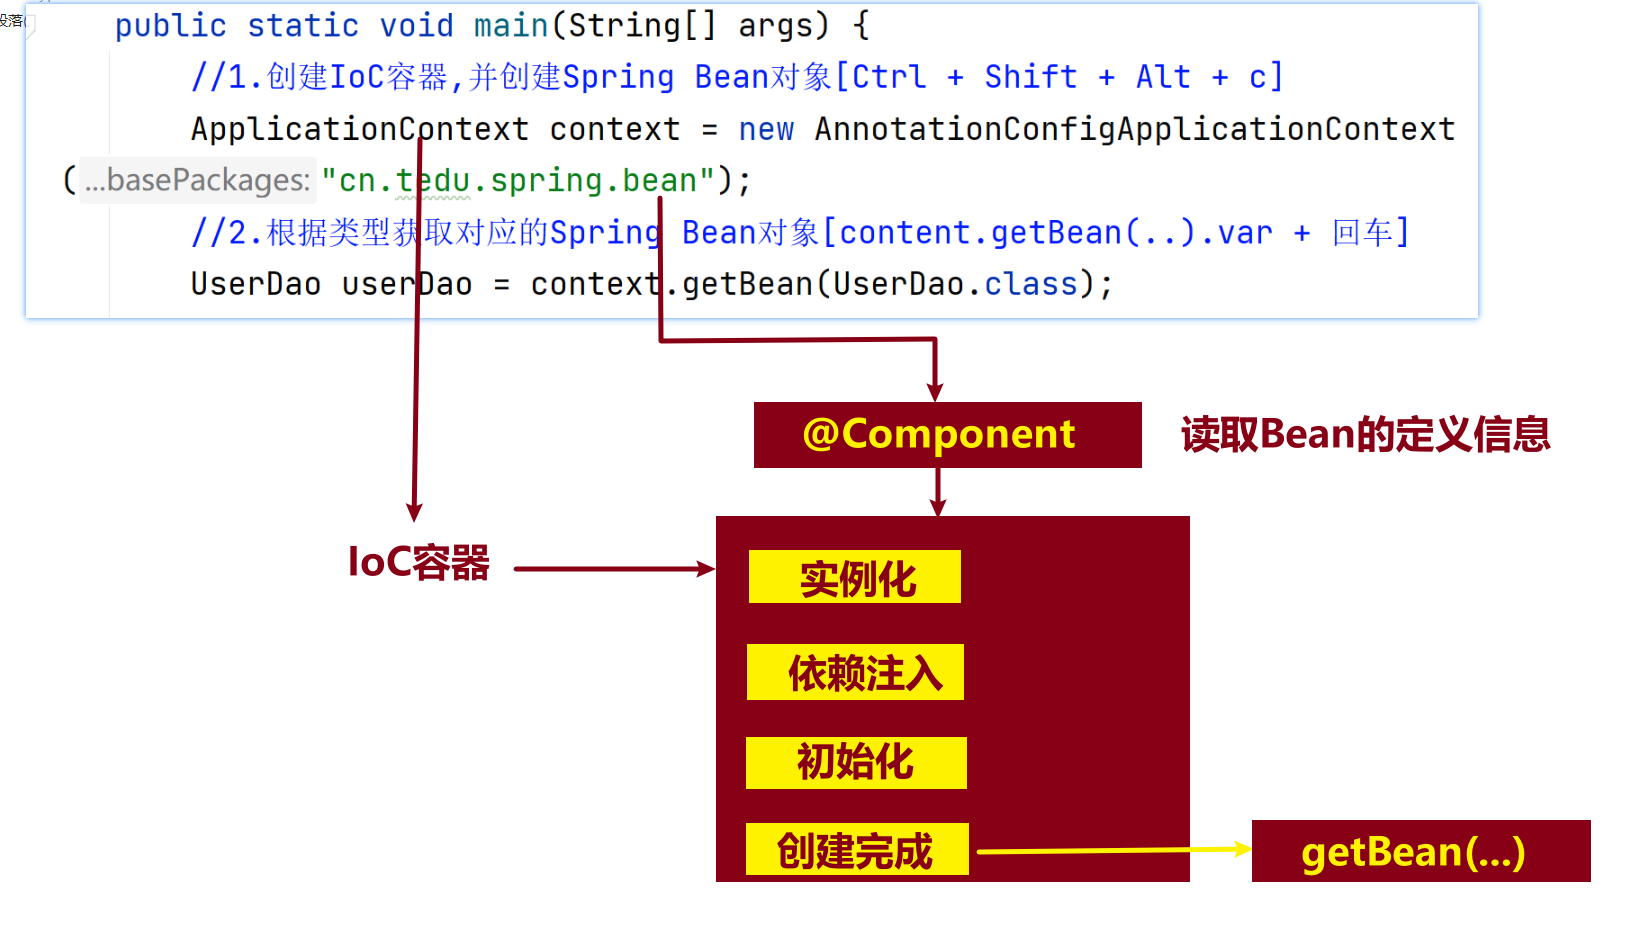 段落(
public static void main(String[] args) {
//1.创建IoC容器,并创建Spring Bean对象[Ctrl + Shift + Alt + c]
ApplicationContext context = new AnnotationConfigApplicationContext
( ...basePackages: "cn.tedu.spring.bean");
//2.根据类型获取对应的Spring Bean对象[content.getBean(..).var + 回车]
UserDao userDao = context.getBean(UserDao.class);
@Component
读取Bean的定义信息
IoC容器
实例化
依赖注入
初始化
创建完成
getBean(...)